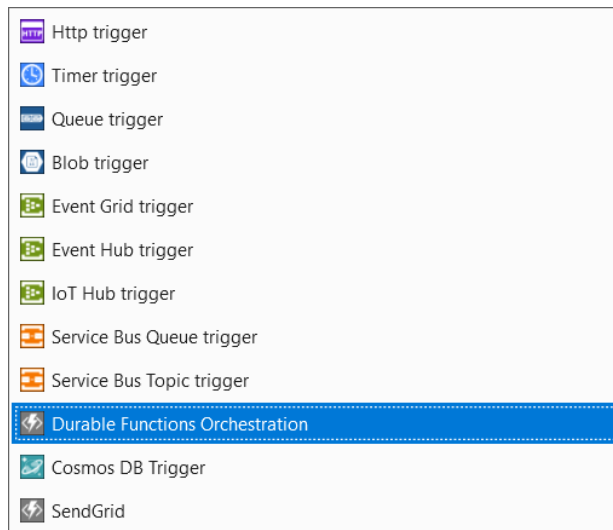 HTTP
Http trigger
Timer trigger
Queue trigger
Blob trigger
Event Grid trigger
Event Hub trigger
IoT Hub trigger
Service Bus Queue trigger
Service Bus Topic trigger
Durable Functions Orchestration
Cosmos DB Trigger
SendGrid